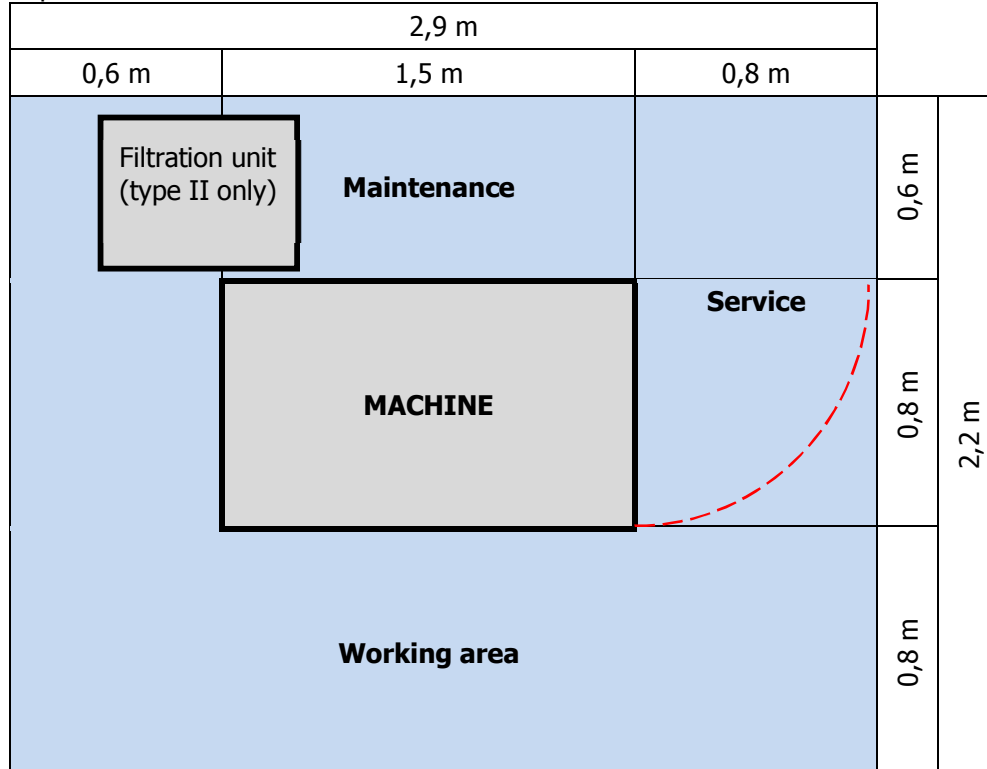 2,9 m
0,6 m
1,5 m
0,8 m
Filtration unit
(type II only)
Maintenance
0,6 m
Service
MACHINE
0,8 m
2,2 m
Working area
0,8 m